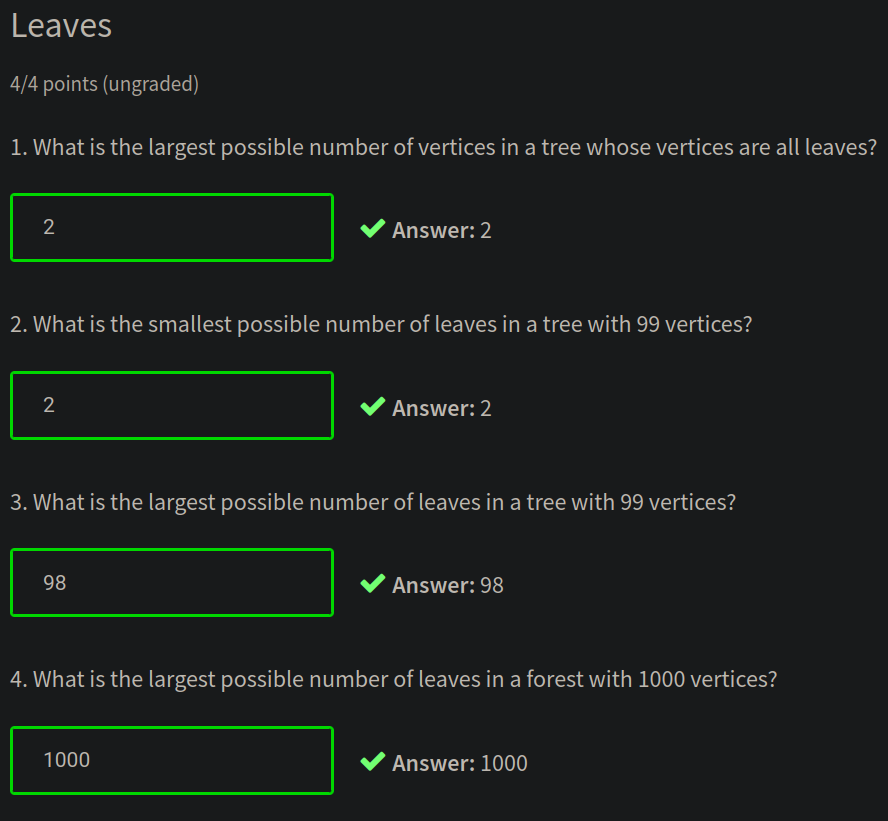 Leaves
4/4 points (ungraded)
1. What is the largest possible number of vertices in a tree whose vertices are all leaves?
2
Answer: 2
2. What is the smallest possible number of leaves in a tree with 99 vertices?
2
Answer: 2
3. What is the largest possible number of leaves in a tree with 99 vertices?
98
Answer: 98
4. What is the largest possible number of leaves in a forest with 1000 vertices?
1000
Answer: 1000